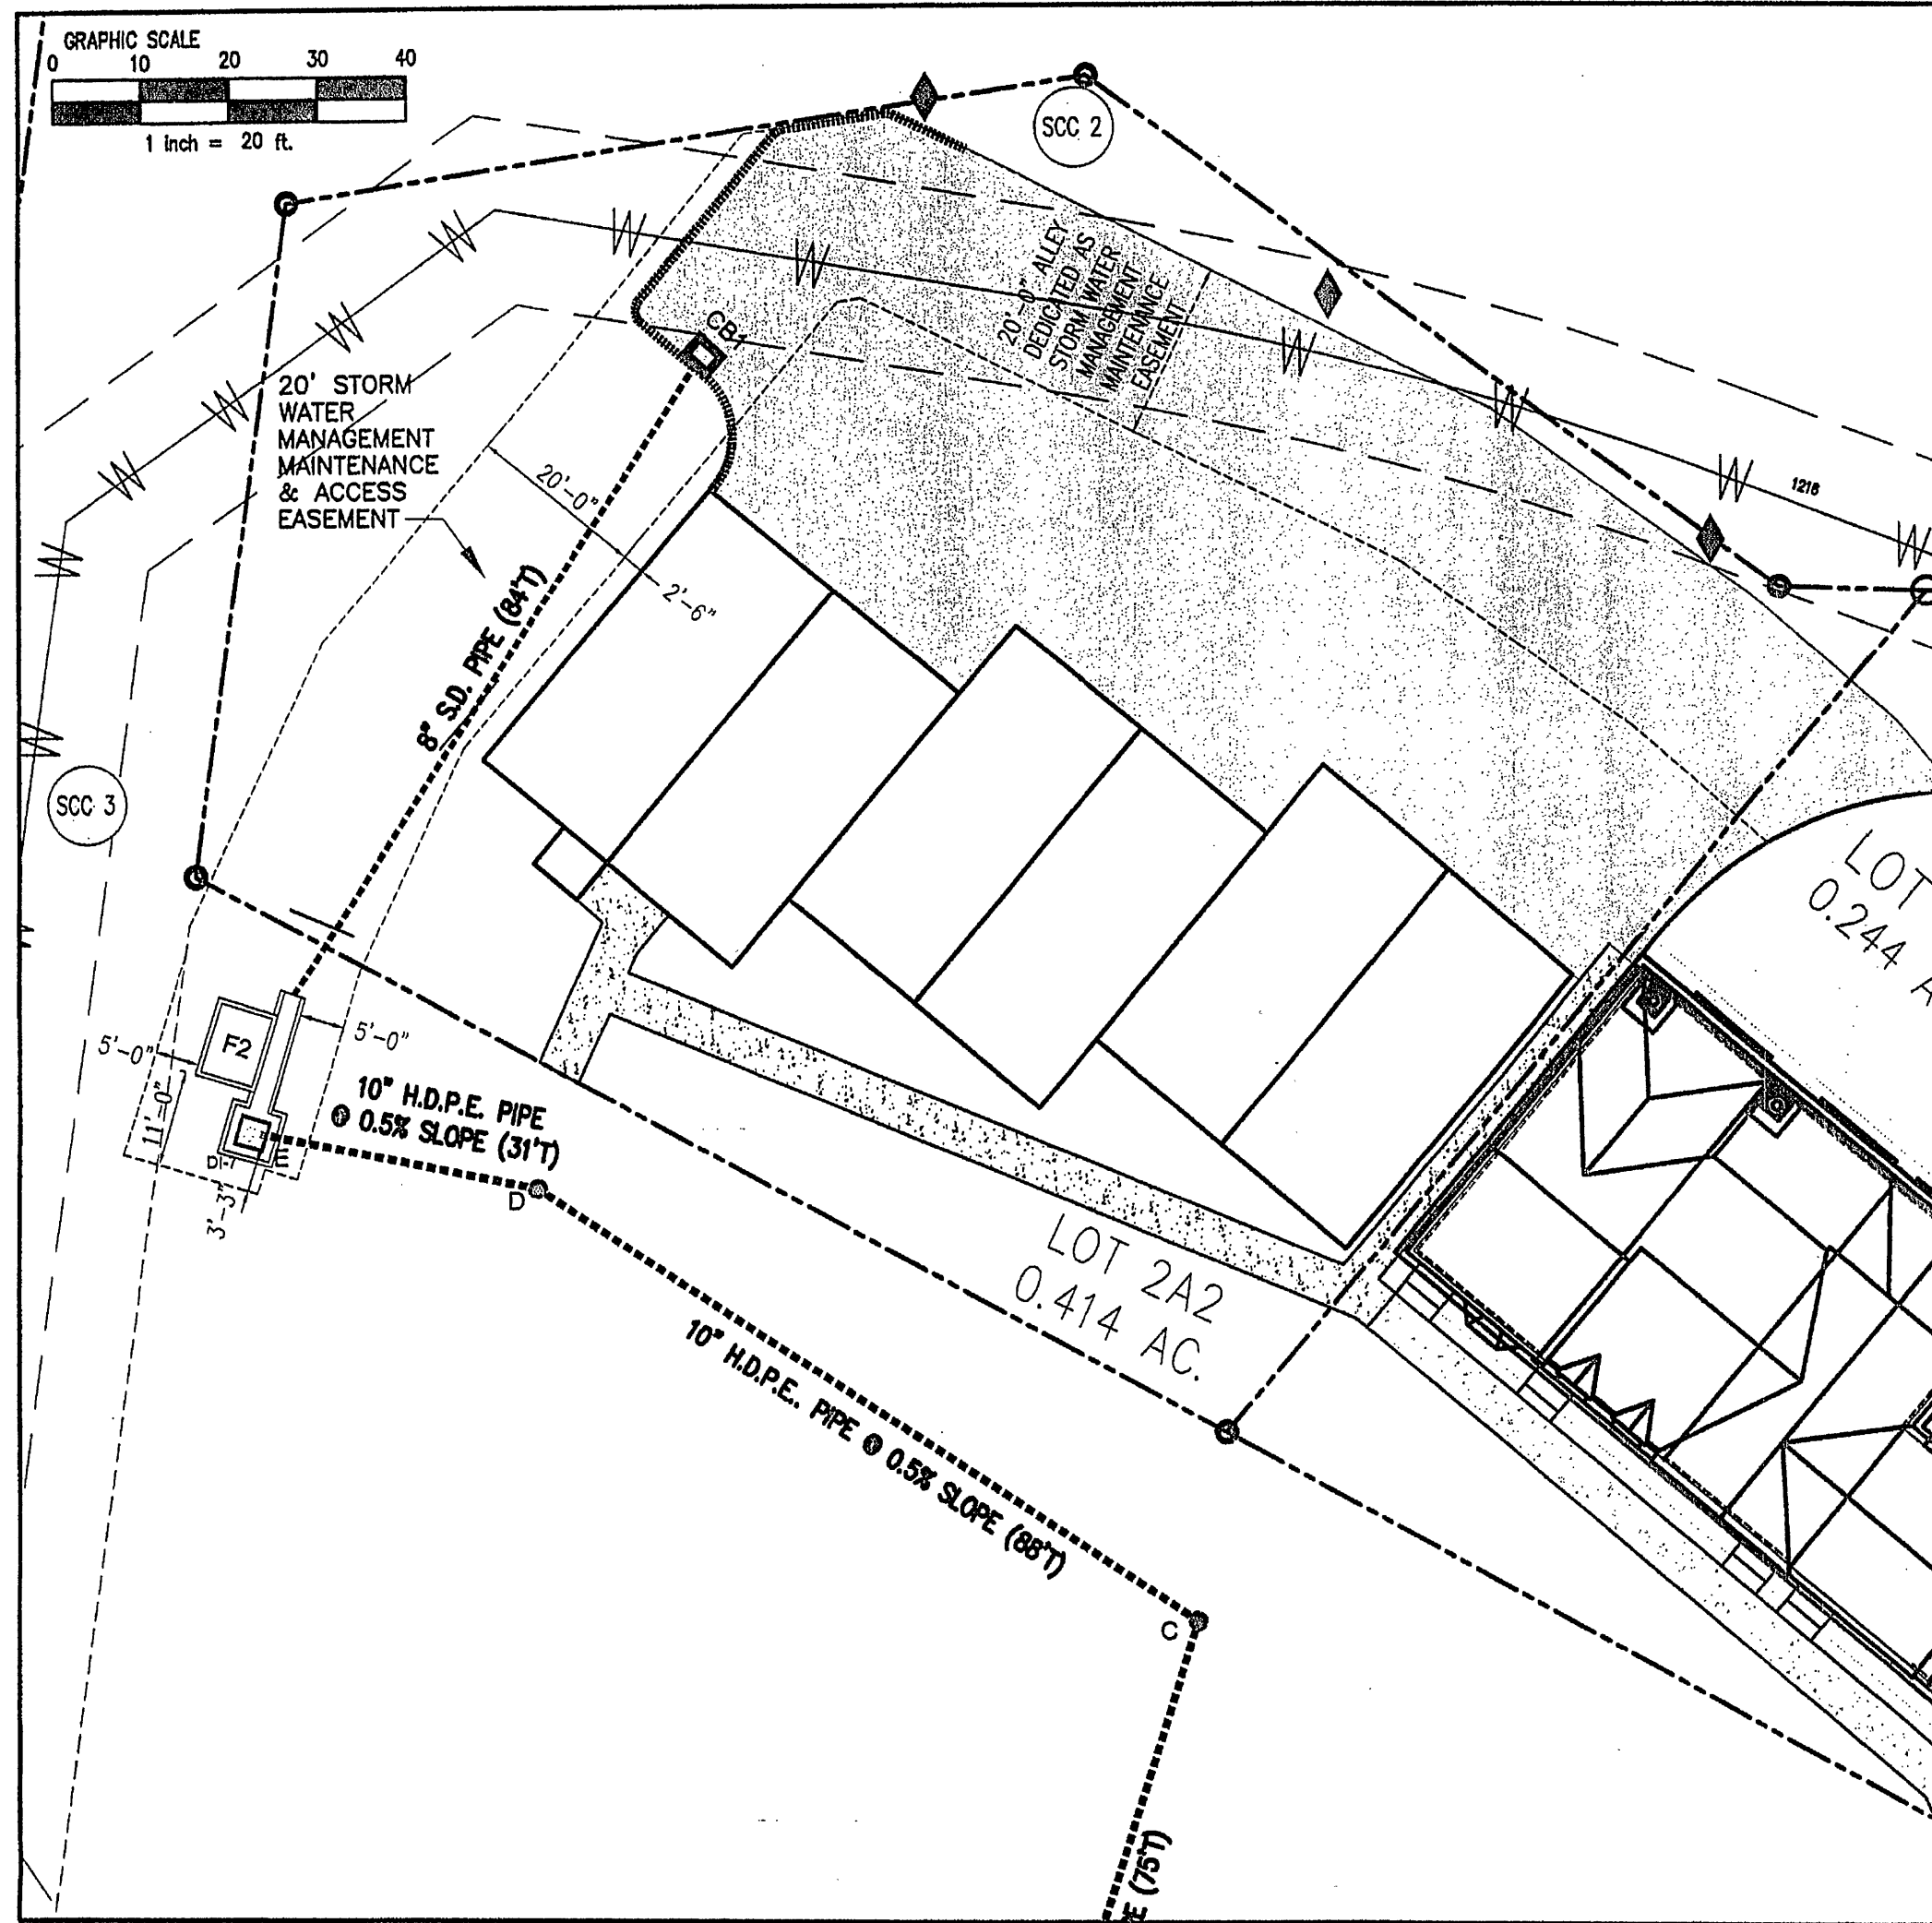 GRAPHIC SCALE
0 10 20 30 40
1 inch = 20 ft.
SCC 2
20'-0" ALLEY
DEDICATED AS
STORM WATER
MANAGEMENT
MAINTENANCE
EASEMENT
CB-1
20' STORM
WATER
MANAGEMENT
MAINTENANCE
& ACCESS
EASEMENT
20'-0"
2'-6"
1216
8" S.D. PIPE (84'T)
SCC 3
LOT
0.244 A
F2
5'-0"
5'-0"
11'-0"
10" H.D.P.E. PIPE
@ 0.5% SLOPE (31'T)
DI-7
E
3'-3"
D
LOT 2A2
0.414 AC.
10" H.D.P.E.. PIPE @ 0.5% SLOPE (88'T)
C
PE (75'T)